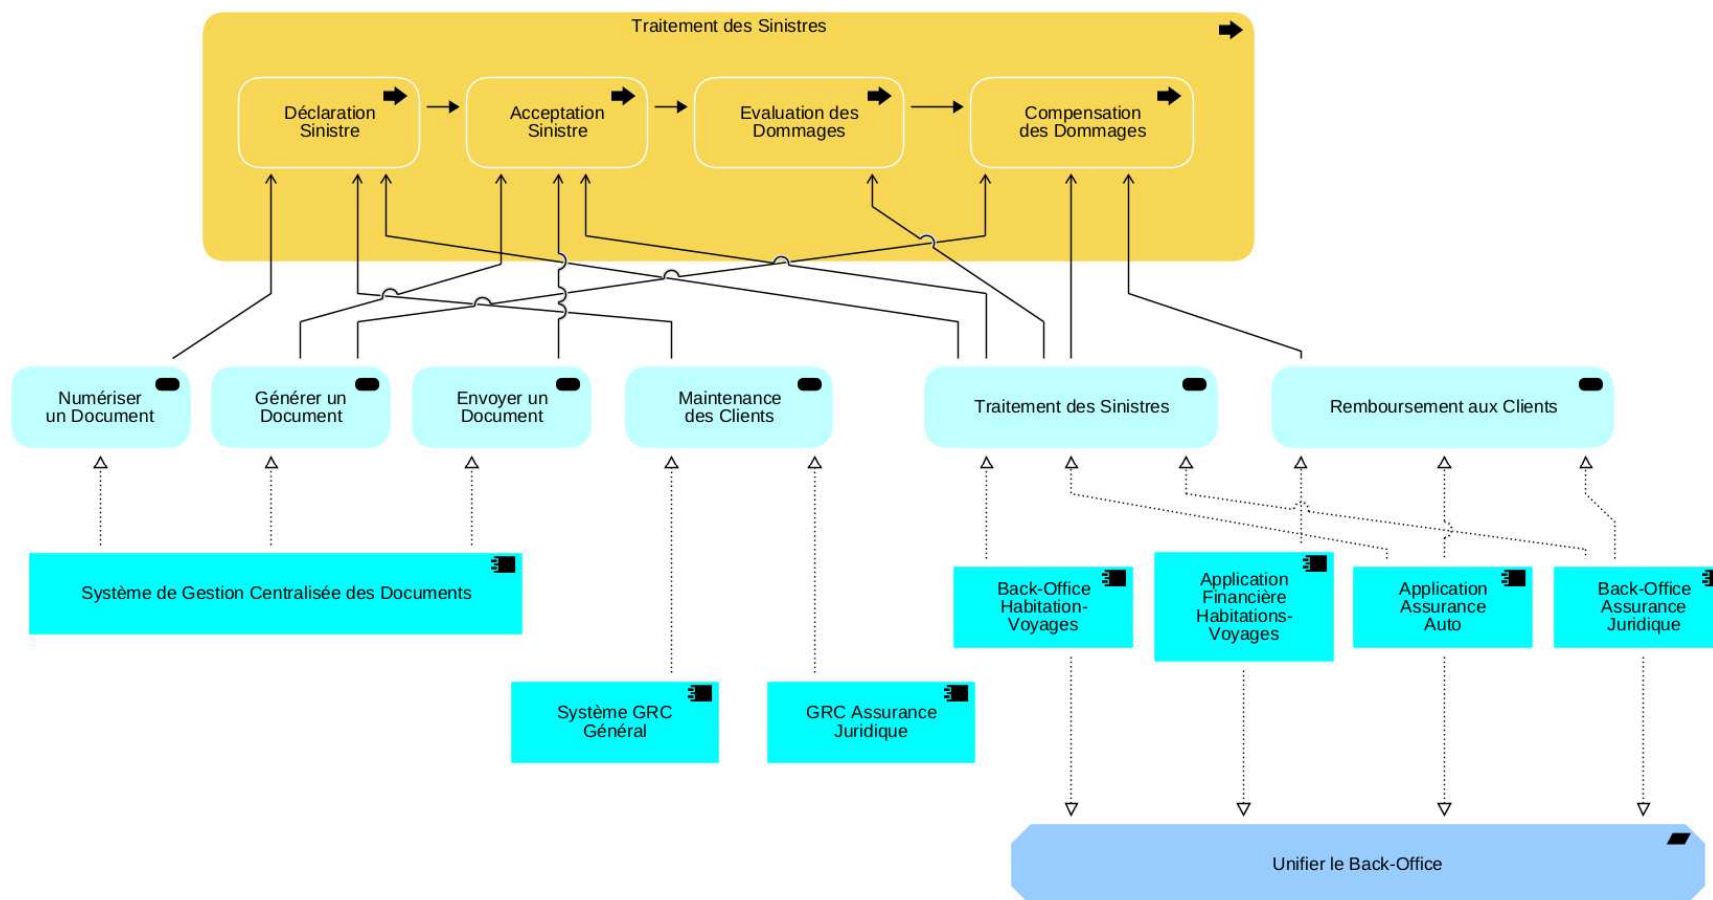 Traitement des Sinistres
Déclaration
Sinistre
Acceptation
Sinistre
Evaluation des
Dommages
Compensation
des Dommages
Numériser
un Document
Générer un
Document
Envoyer un
Document
Maintenance
des Clients
Traitement des Sinistres
Remboursement aux Clients
Système de Gestion Centralisée des Documents
Back-Office
Habitation-
Voyages
Application
Financière
Habitations-
Voyages
Application
Assurance
Auto
Back-Office
Assurance
Juridique
Système GRC
Général
GRC Assurance
Juridique
Unifier le Back-Office